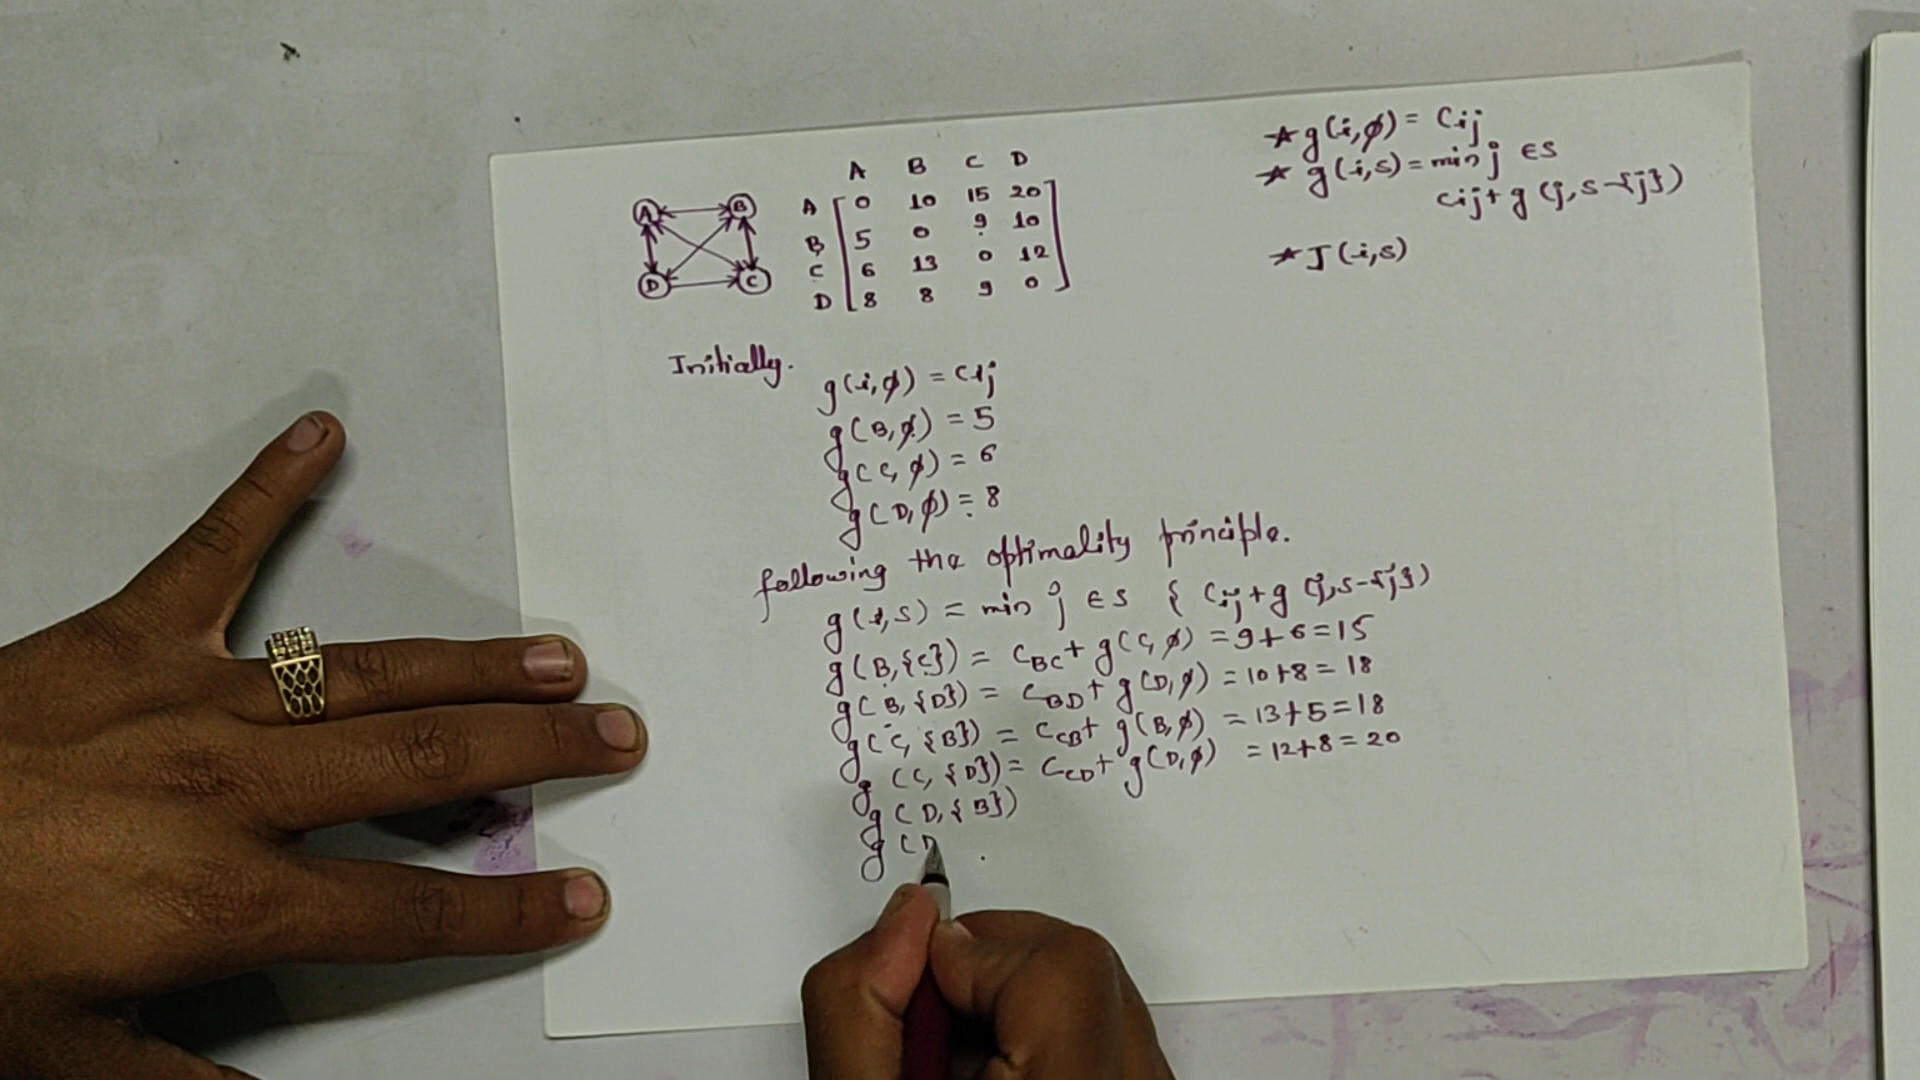 A B C D
A 0 10 15 20
B 5 0 9 10
C 6 13 0 12
D 8 8 9 0
A B
D C
★ g(i,φ) = Cij
★ g(i,s) = min j ∈s
cij + g(j,s-{j})
★ J(i,s)
Initially.
g(i,φ) = cij
g(B,φ) = 5
g(C,φ) = 6
g(D,φ) = 8
following the optimality principle.
g(i,s) = min j ∈s { Cij + g(j,s-{j})
g(B,{C}) = CBC + g(C,φ) = 9+6=15
g(B,{D}) = CBD + g(D,φ) = 10+8=18
g(C,{B}) = CCB + g(B,φ) = 13+5=18
g(C,{D}) = CCD + g(D,φ) = 12+8=20
g(D,{B})
g(D